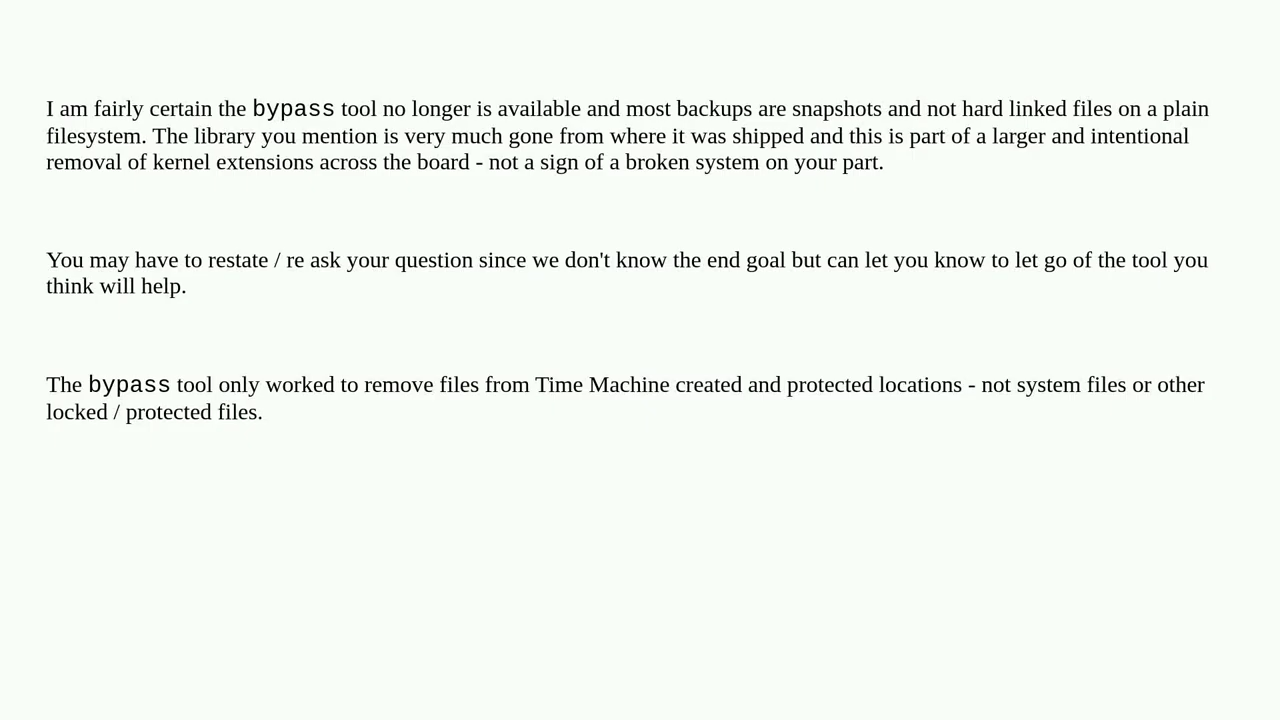 I am fairly certain the bypass tool no longer is available and most backups are snapshots and not hard linked files on a plain
filesystem. The library you mention is very much gone from where it was shipped and this is part of a larger and intentional
removal of kernel extensions across the board - not a sign of a broken system on your part.
You may have to restate / re ask your question since we don't know the end goal but can let you know to let go of the tool you
think will help.
The bypass tool only worked to remove files from Time Machine created and protected locations - not system files or other
locked / protected files.